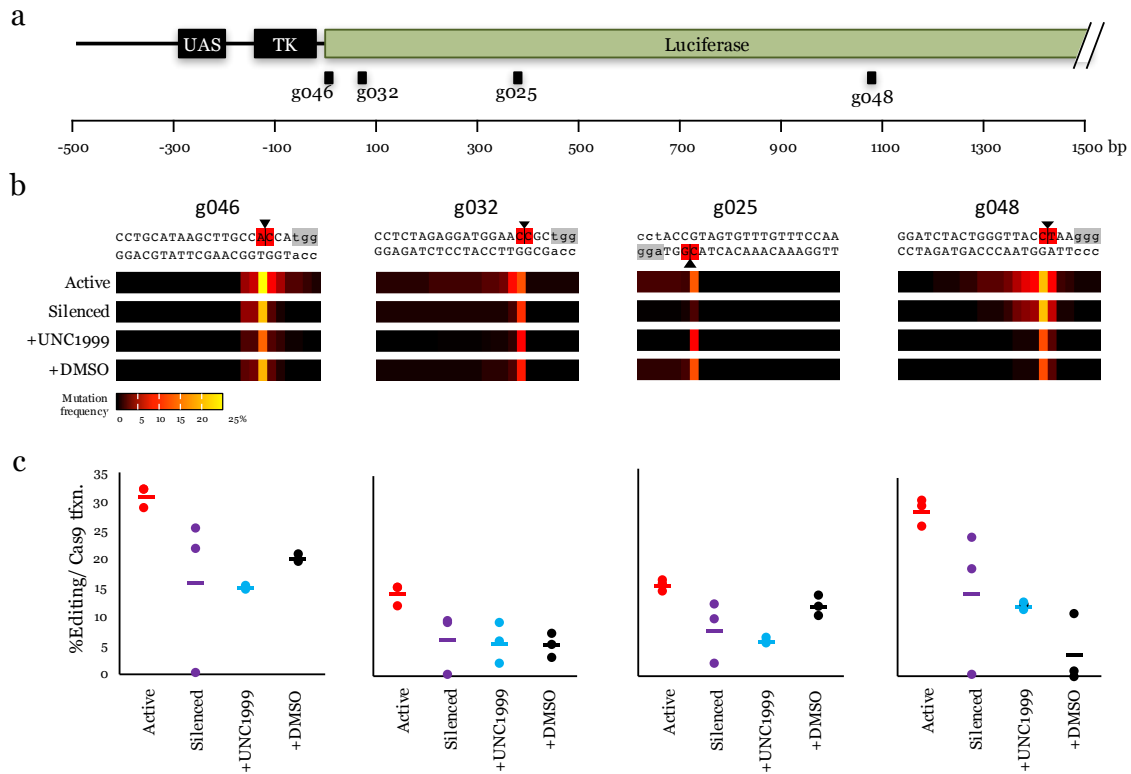 a
UAS TK Luciferase
g046 g032 g025 g048
-500 -300 -100 100 300 500 700 900 1100 1300 1500 bp
b
g046 g032 g025 g048
CCTGCATAAGCTTGCCACCAtgg CCTCTAGAGGATGGAACCGCtgg cctACCGTAGTGTTTGTTTCCAA GGATCTACTGGGTTACCTAAggg
GGACGTATTCGAACGGTGGTacc GGAGATCTCCTACCTTGGCGacc ggaTGGCATCACAAACAAAGGTT CCTAGATGACCCAATGGATTccc
Active
Silenced
+UNC1999
+DMSO
Mutation
frequency
0 5 10 15 20 25%
c
%Editing/ Cas9 tfxn.
35
30
25
20
15
10
5
0
Active Silenced +UNC1999 +DMSO Active Silenced +UNC1999 +DMSO Active Silenced +UNC1999 +DMSO Active Silenced +UNC1999 +DMSO